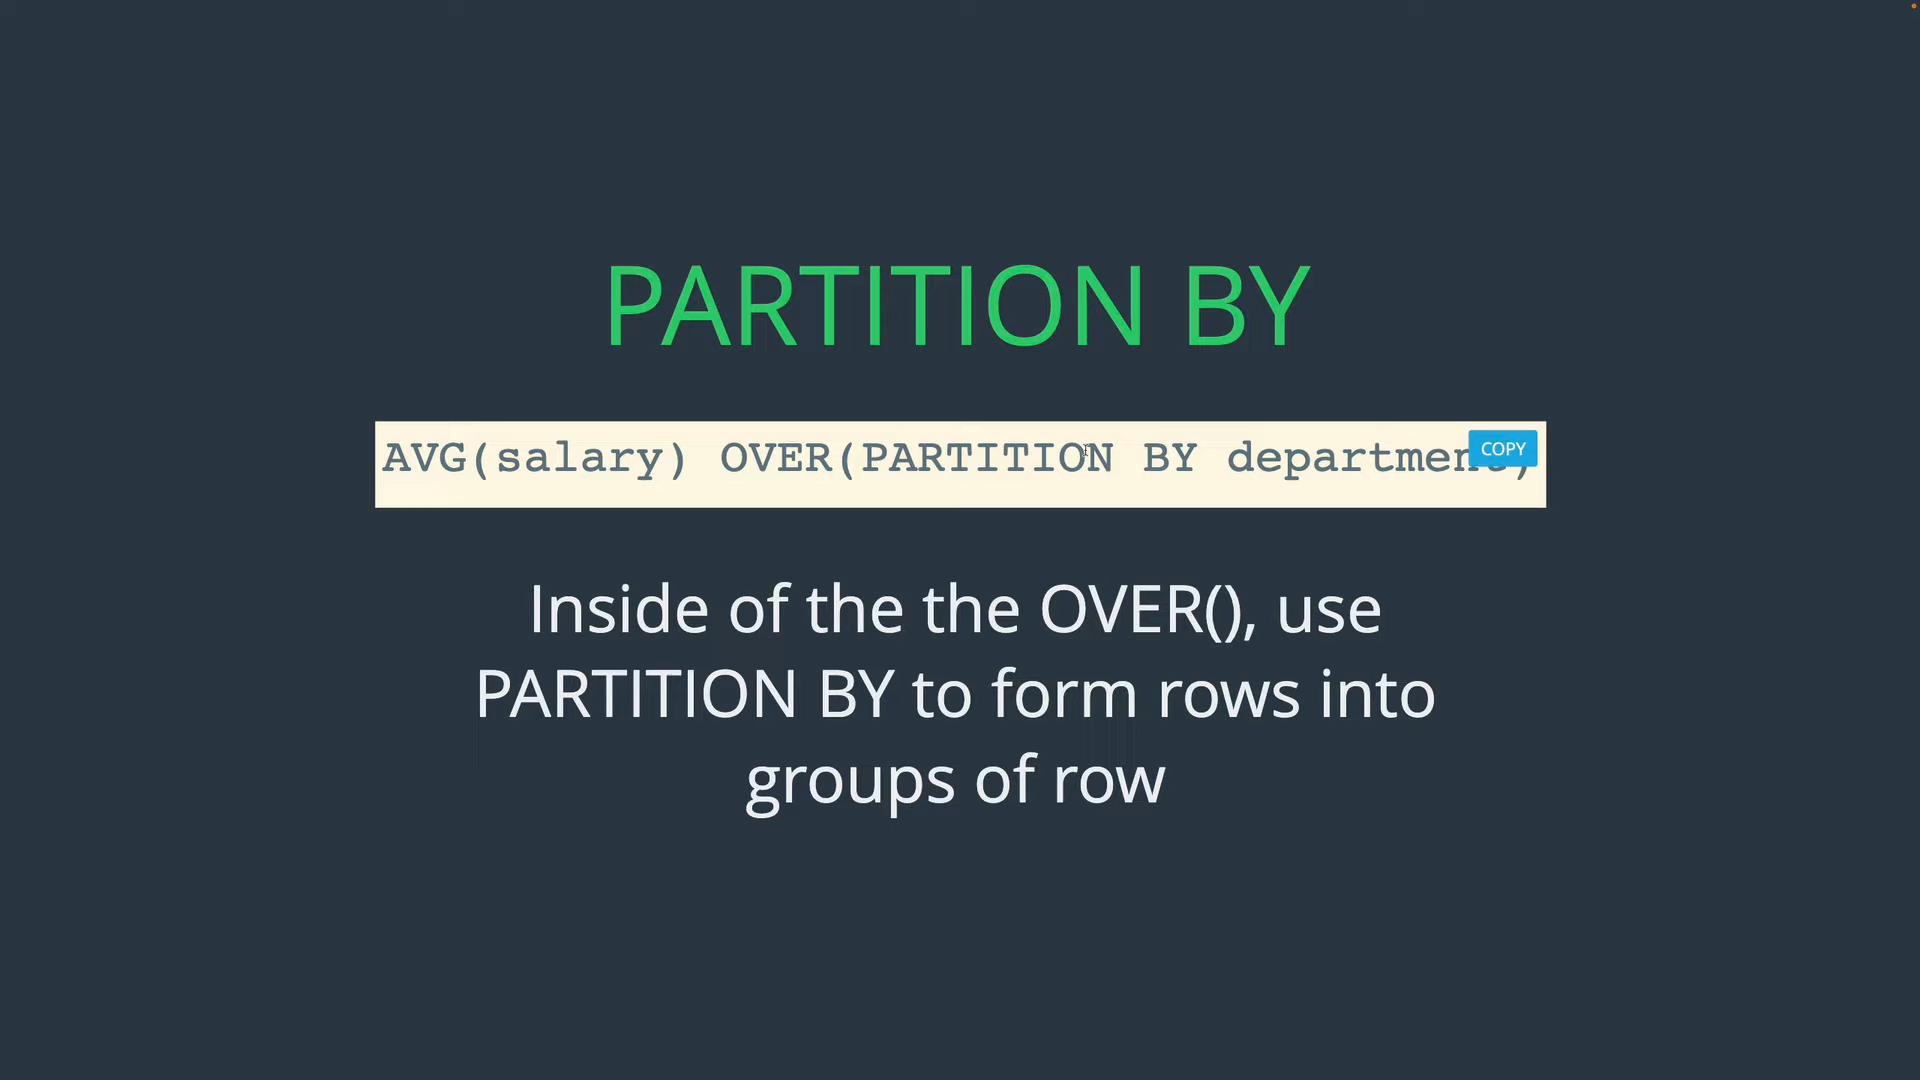 PARTITION BY
AVG(salary) OVER(PARTITION BY department)
COPY
Inside of the the OVER(), use
PARTITION BY to form rows into
groups of row